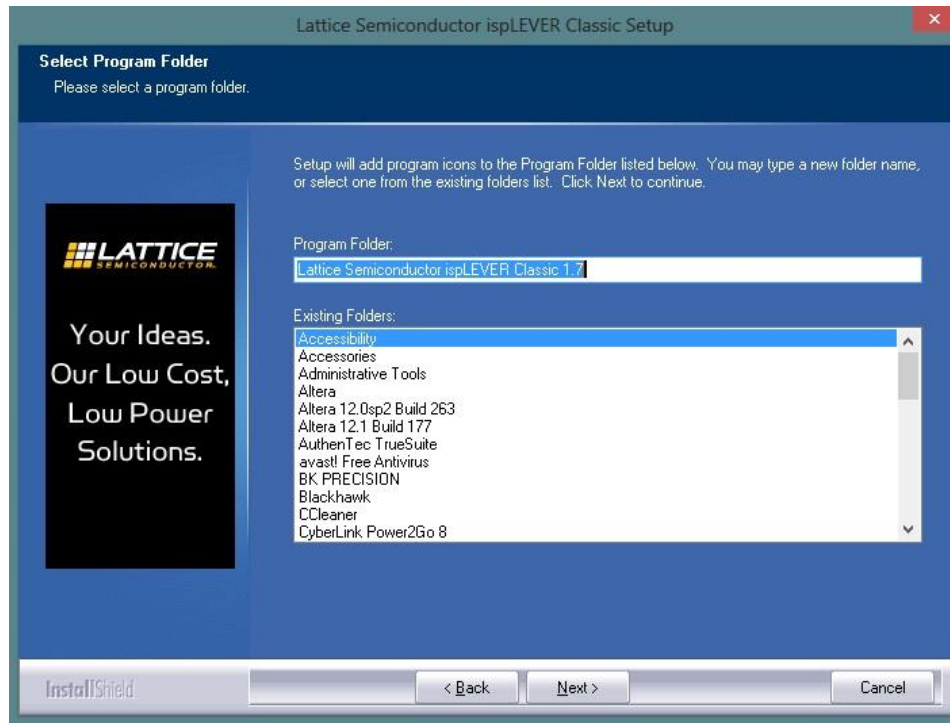 Lattice Semiconductor ispLEVER Classic Setup
Select Program Folder
Please select a program folder.
Setup will add program icons to the Program Folder listed below. You may type a new folder name,
or select one from the existing folders list. Click Next to continue.
LATTICE
SEMICONDUCTOR.
Your Ideas.
Our Low Cost,
Low Power
Solutions.
Program Folder:
Lattice Semiconductor ispLEVER Classic 1.7
Existing Folders:
Accessibility
Accessories
Administrative Tools
Altera
Altera 12.0sp2 Build 263
Altera 12.1 Build 177
AuthenTec TrueSuite
avast! Free Antivirus
BK PRECISION
Blackhawk
CCleaner
CyberLink Power2Go 8
InstallShield
< Back
Next >
Cancel